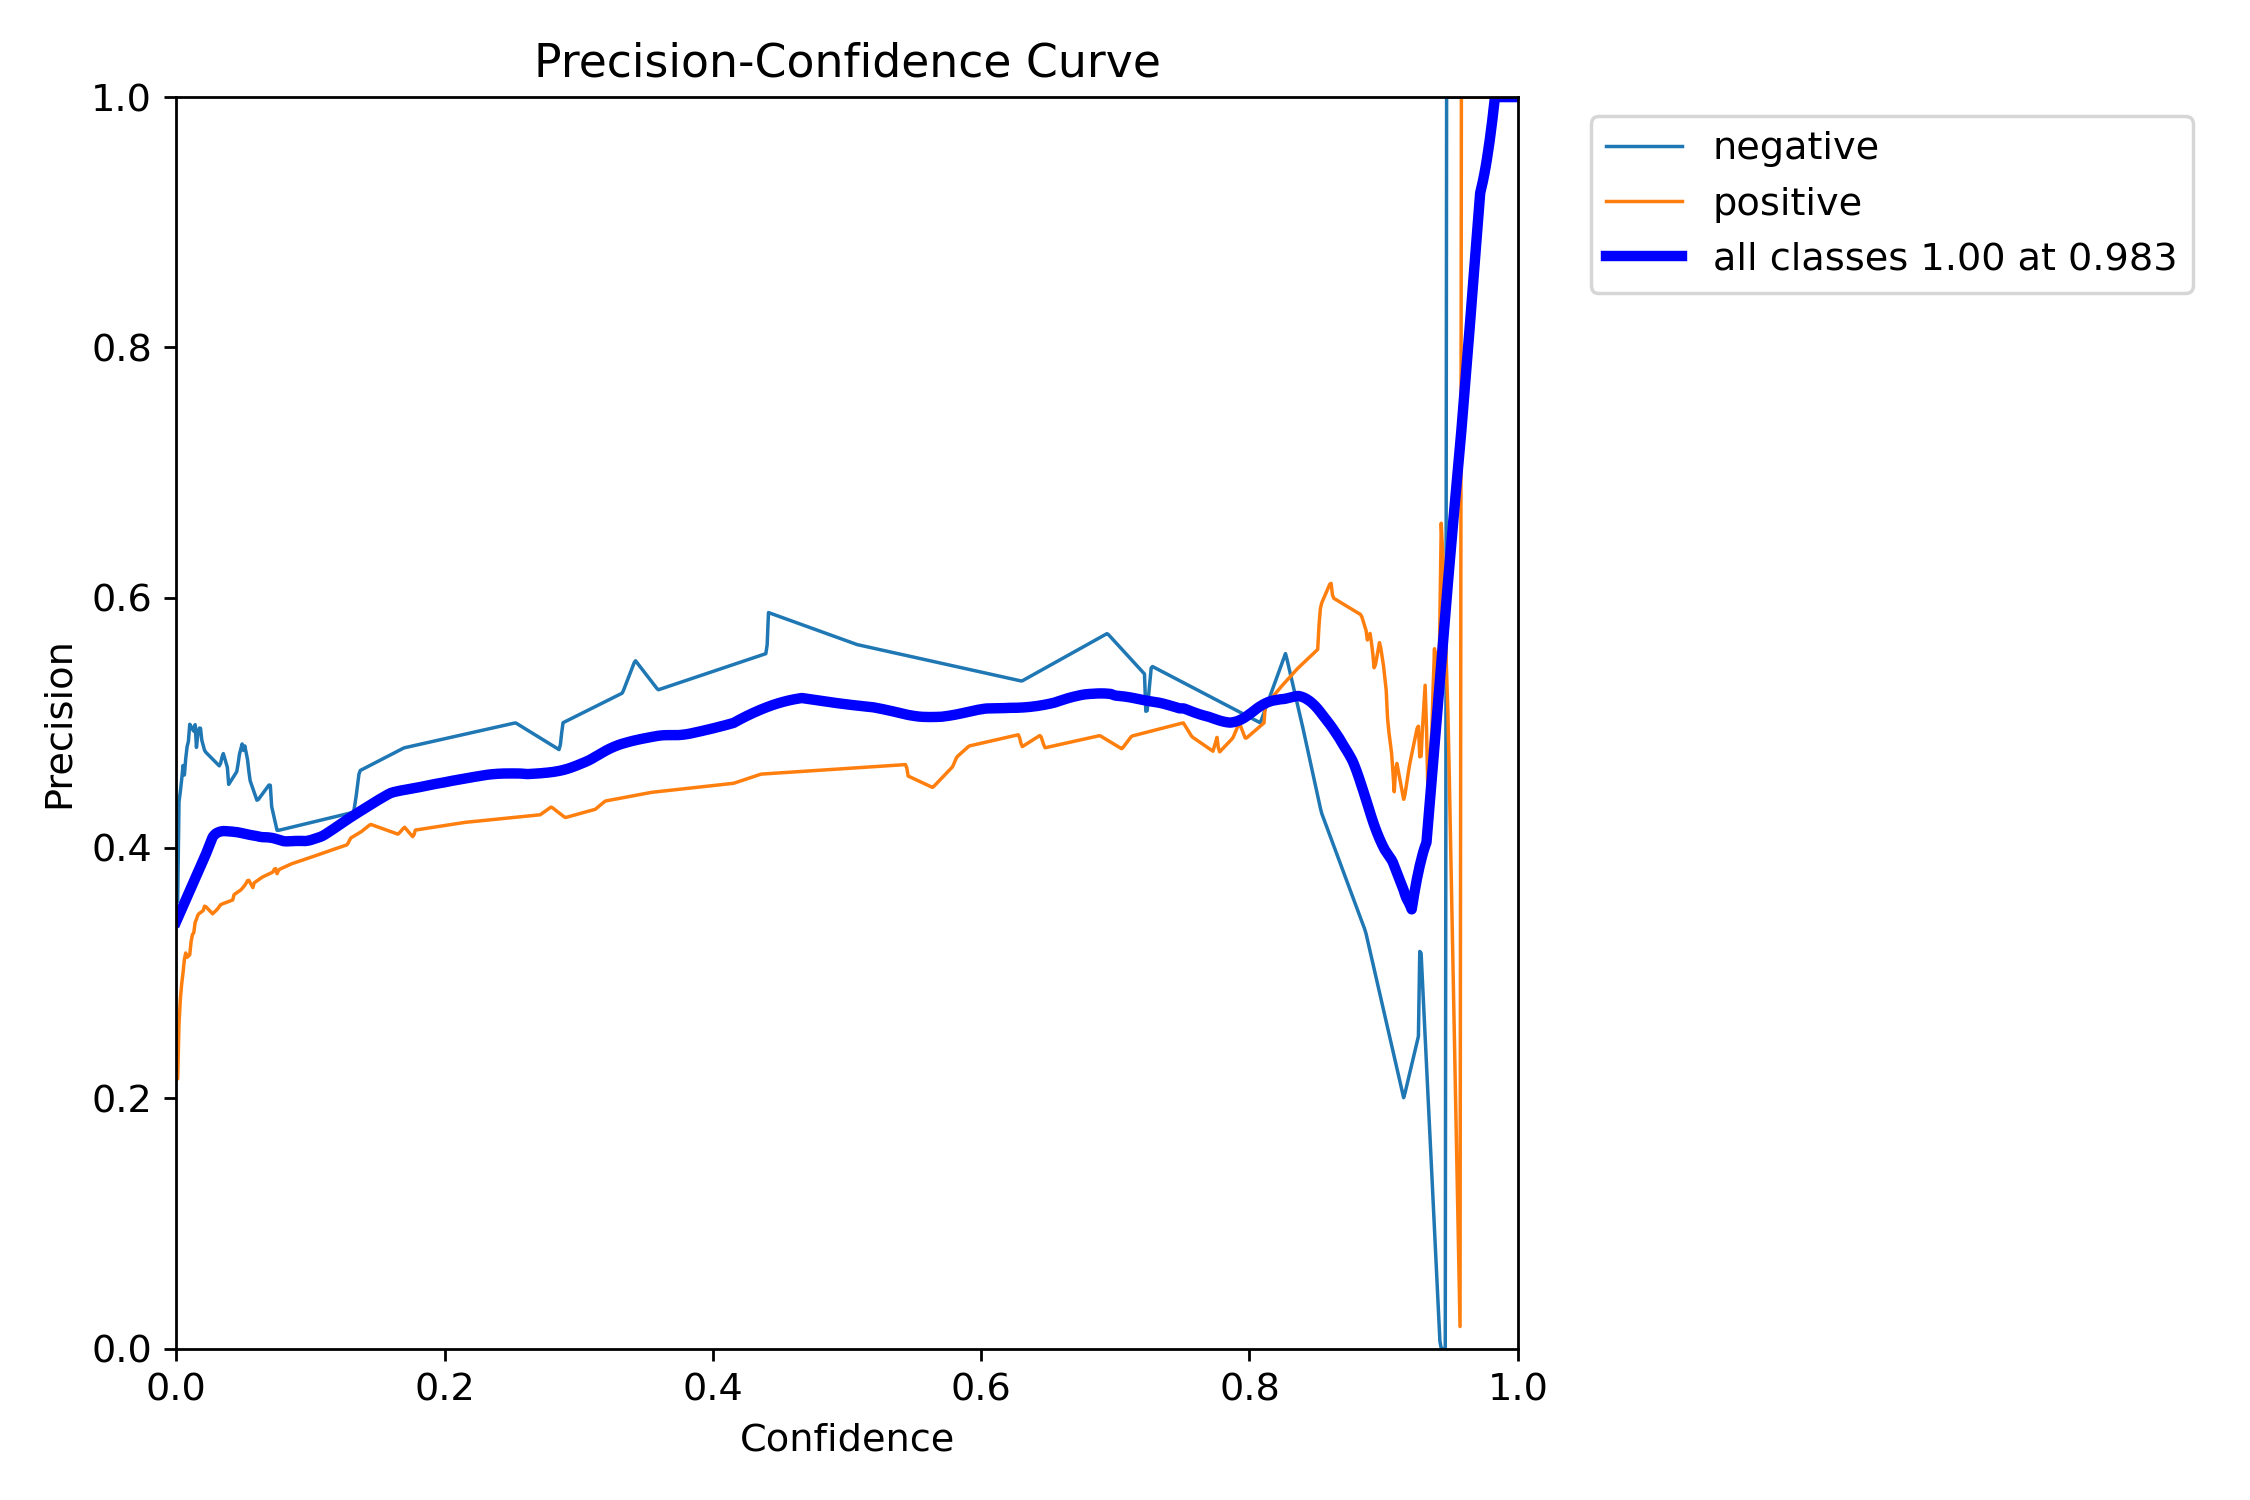 Precision-Confidence Curve
1.0
0.8
0.6
0.4
0.2
0.0
Precision
0.0 0.2 0.4 0.6 0.8 1.0
Confidence
negative
positive
all classes 1.00 at 0.983